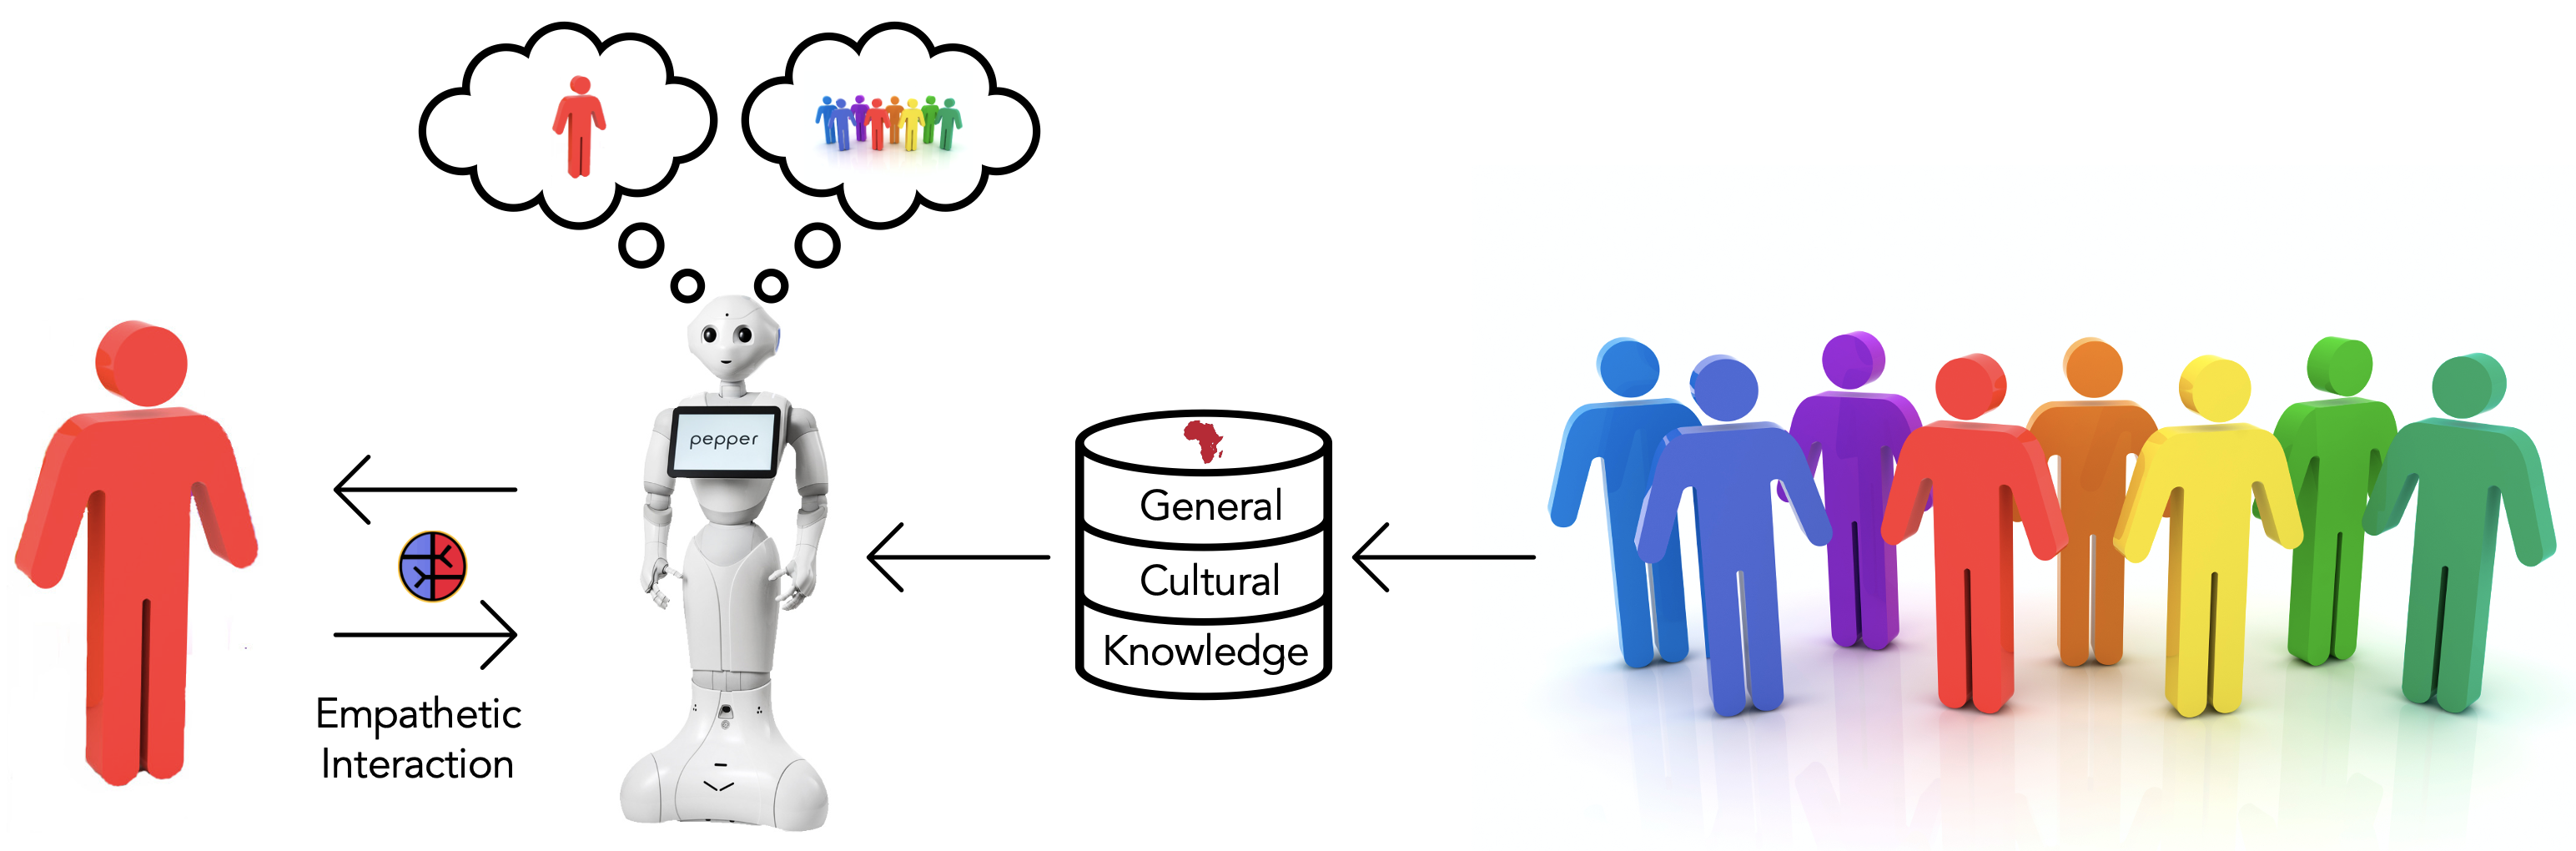 pepper
General
Cultural
Knowledge
Empathetic
Interaction